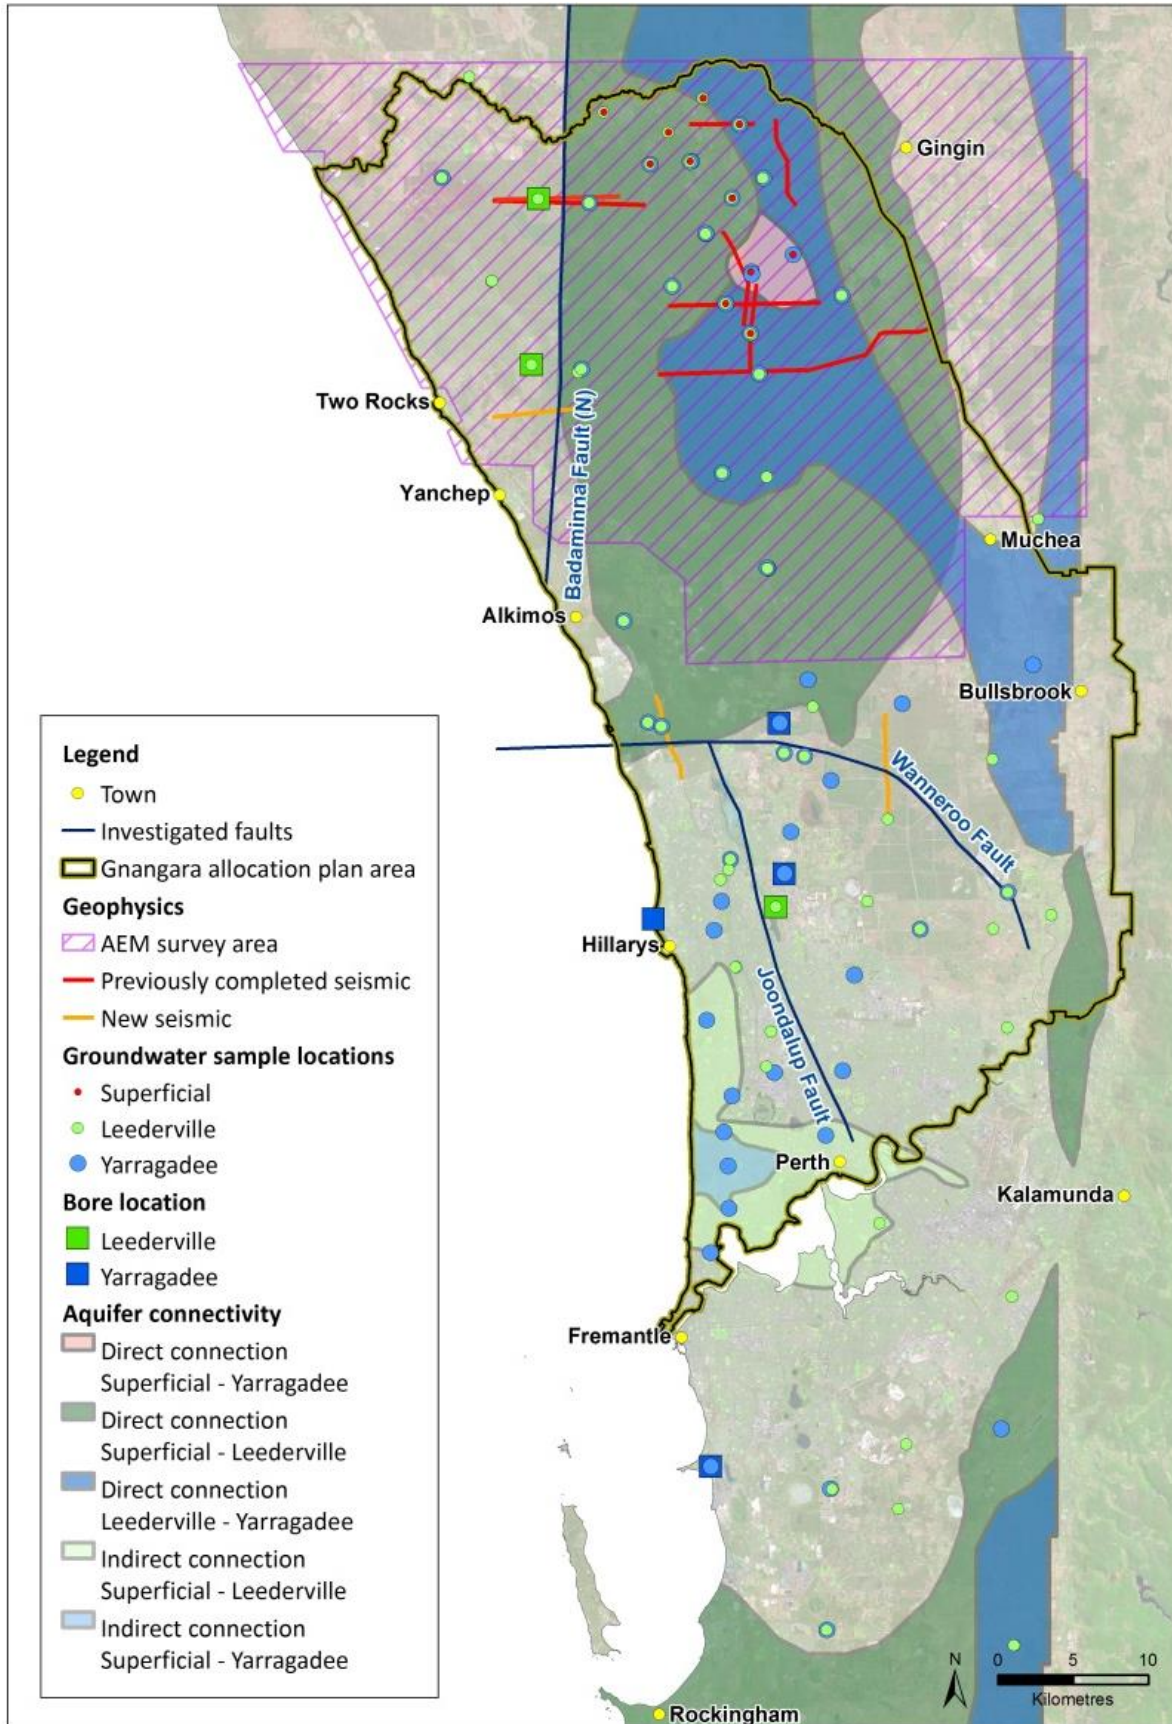 Gingin
Two Rocks
Yanchep
Badaminna Fault (N)
Muchea
Alkimos
Bullsbrook
Wanneroo Fault
Hillarys
Joondalup Fault
Perth
Kalamunda
Fremantle
Rockingham
Legend
Town
Investigated faults
Gnangara allocation plan area
Geophysics
AEM survey area
Previously completed seismic
New seismic
Groundwater sample locations
Superficial
Leederville
Yarragadee
Bore location
Leederville
Yarragadee
Aquifer connectivity
Direct connection
Superficial - Yarragadee
Direct connection
Superficial - Leederville
Direct connection
Leederville - Yarragadee
Indirect connection
Superficial - Leederville
Indirect connection
Superficial - Yarragadee
N
0 5 10
Kilometres